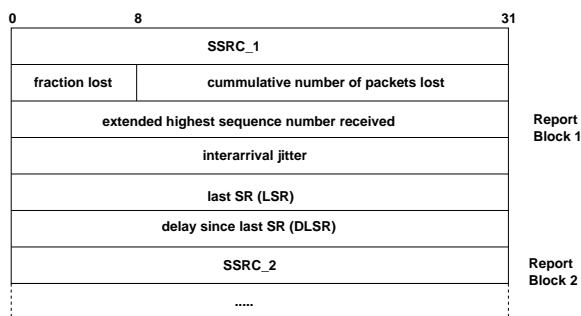 0 8 31
SSRC_1
fraction lost cummulative number of packets lost
extended highest sequence number received
Report
Block 1
interarrival jitter
last SR (LSR)
delay since last SR (DLSR)
SSRC_2
Report
Block 2
.....